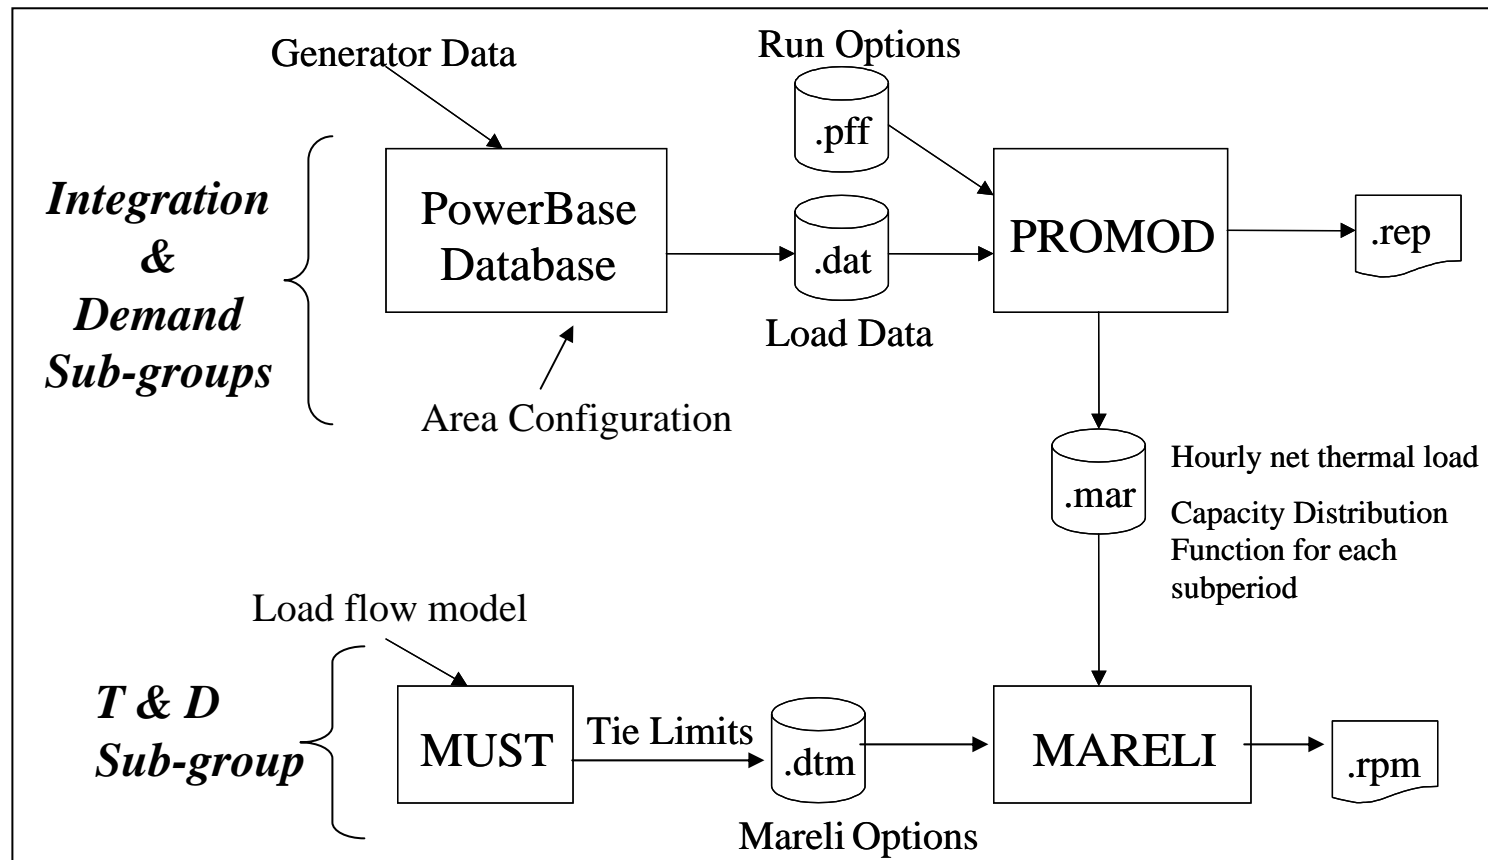 Generator Data
Run Options
.pff
Integration
&
Demand
Sub-groups
PowerBase
Database
.dat
Load Data
PROMOD
.rep
Area Configuration
.mar
Hourly net thermal load
Capacity Distribution
Function for each
subperiod
Load flow model
T & D
Sub-group
MUST
Tie Limits
.dtm
Mareli Options
MARELI
.rpm